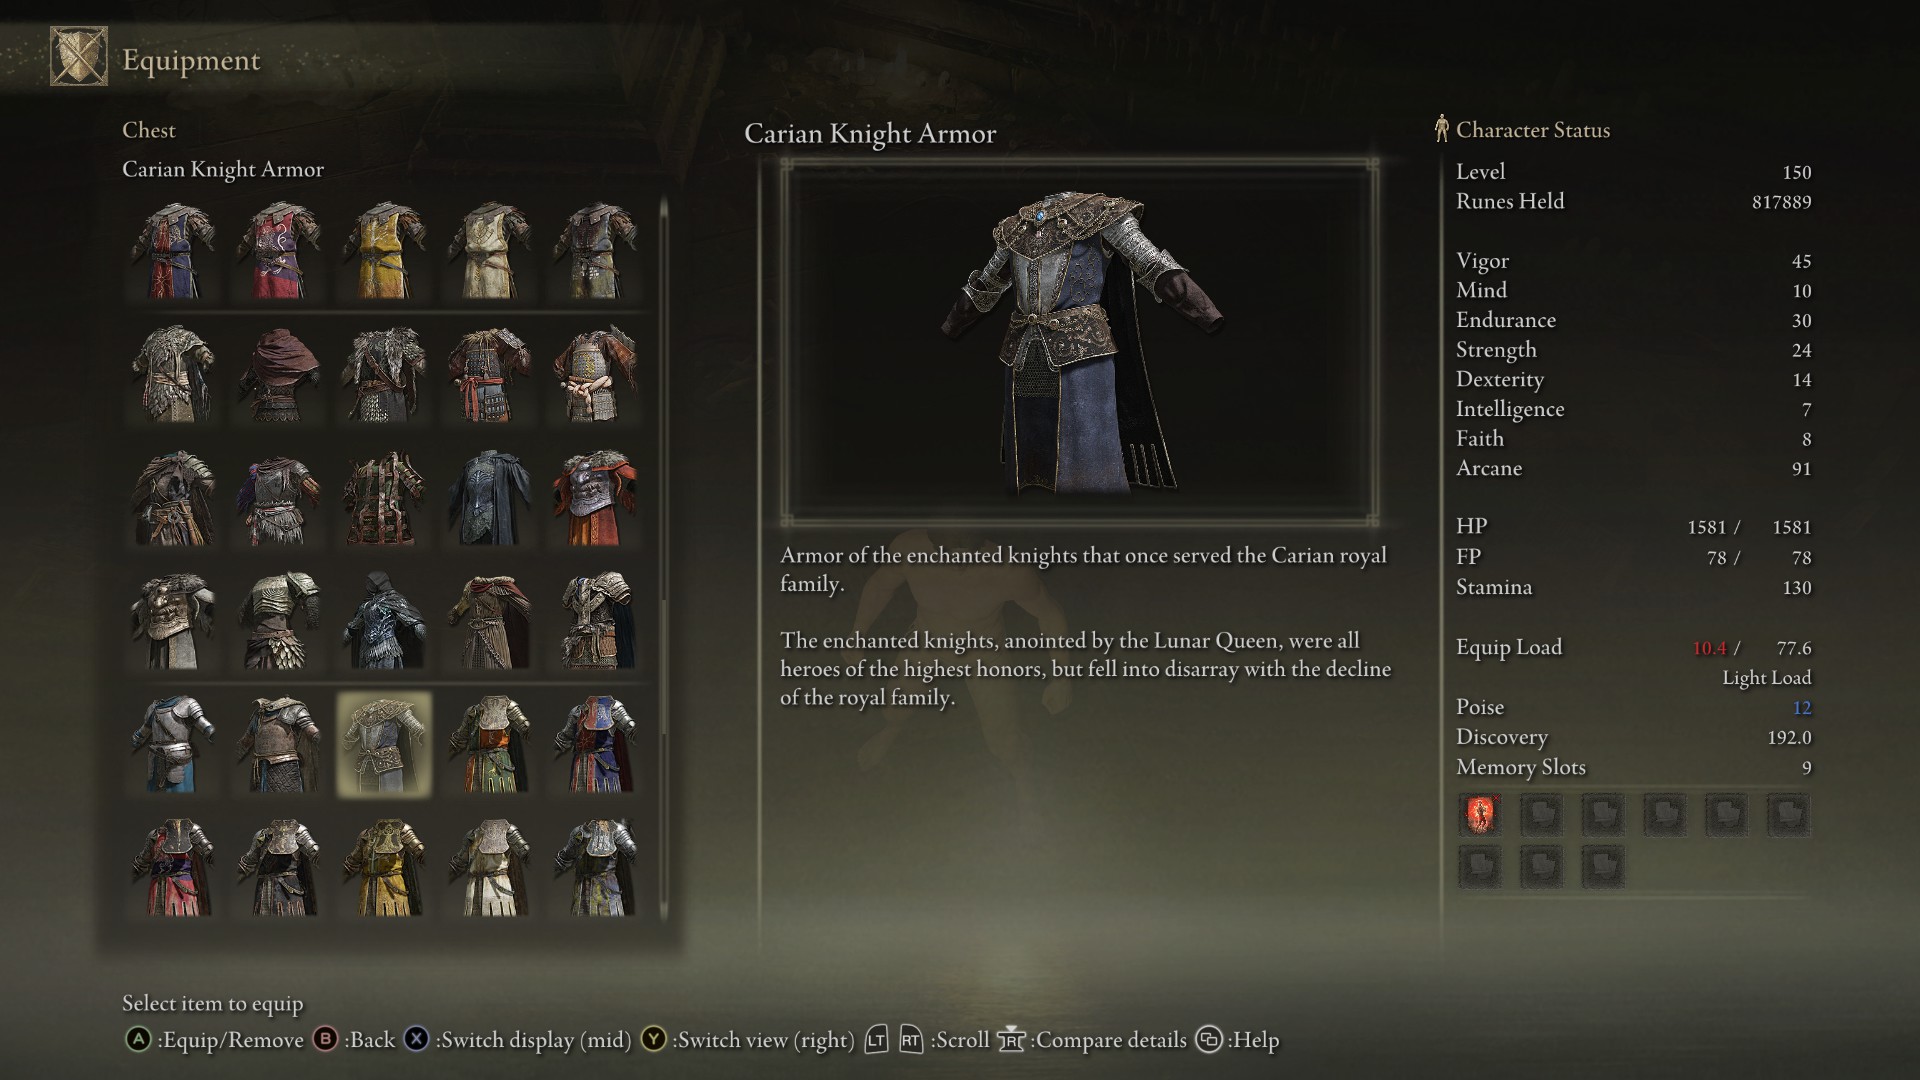 Equipment
Chest
Carian Knight Armor
Carian Knight Armor
Armor of the enchanted knights that once served the Carian royal
family.
The enchanted knights, anointed by the Lunar Queen, were all
heroes of the highest honors, but fell into disarray with the decline
of the royal family.
Character Status
Level 150
Runes Held 817889
Vigor 45
Mind 10
Endurance 30
Strength 24
Dexterity 14
Intelligence 7
Faith 8
Arcane 91
HP 1581 / 1581
FP 78 / 78
Stamina 130
Equip Load 10.4 / 77.6
Light Load
Poise 12
Discovery 192.0
Memory Slots 9
Select item to equip
A :Equip/Remove B :Back X :Switch display (mid) Y :Switch view (right) LT RT :Scroll R :Compare details :Help